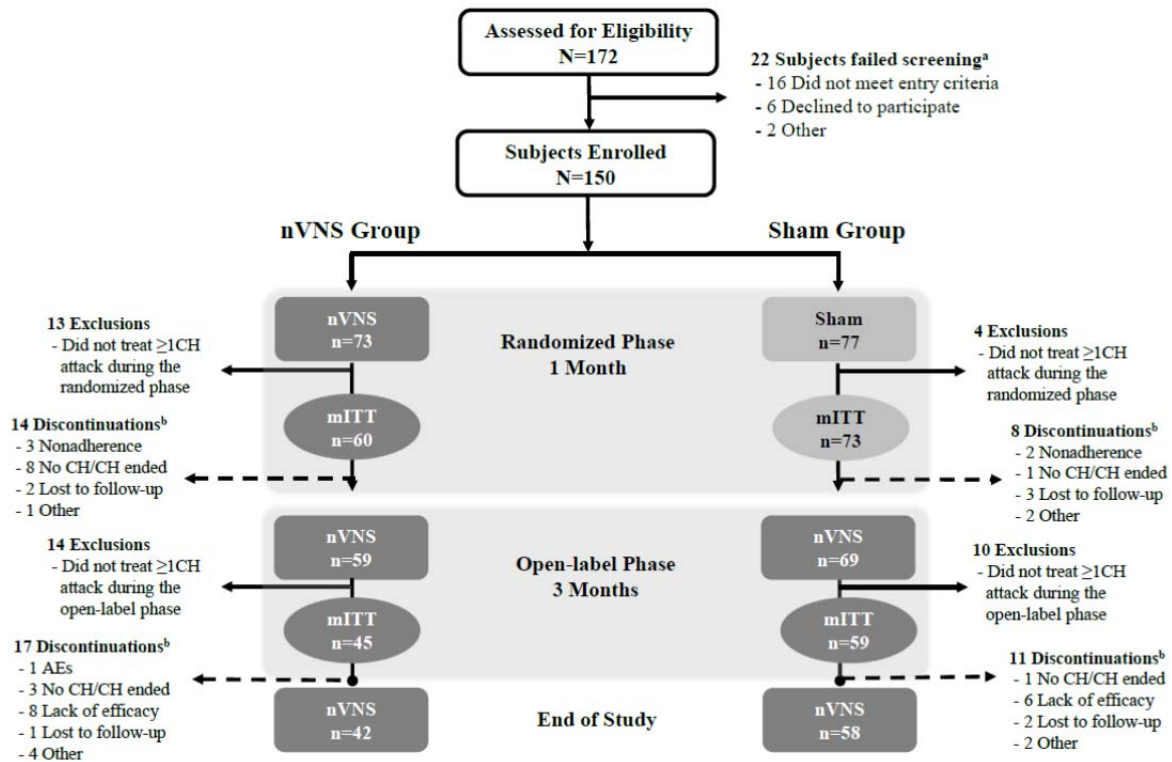 Assessed for Eligibility
N=172
22 Subjects failed screeningᵃ
- 16 Did not meet entry criteria
- 6 Declined to participate
- 2 Other
Subjects Enrolled
N=150
nVNS Group
Sham Group
nVNS
n=73
Randomized Phase
1 Month
Sham
n=77
13 Exclusions
- Did not treat ≥1CH
attack during the
randomized phase
4 Exclusions
- Did not treat ≥1CH
attack during the
randomized phase
mITT
n=60
mITT
n=73
14 Discontinuationsᵇ
- 3 Nonadherence
- 8 No CH/CH ended
- 2 Lost to follow-up
- 1 Other
8 Discontinuationsᵇ
- 2 Nonadherence
- 1 No CH/CH ended
- 3 Lost to follow-up
- 2 Other
nVNS
n=59
Open-label Phase
3 Months
nVNS
n=69
14 Exclusions
- Did not treat ≥1CH
attack during the
open-label phase
10 Exclusions
- Did not treat ≥1CH
attack during the
open-label phase
mITT
n=45
mITT
n=59
17 Discontinuationsᵇ
- 1 AEs
- 3 No CH/CH ended
- 8 Lack of efficacy
- 1 Lost to follow-up
- 4 Other
11 Discontinuationsᵇ
- 1 No CH/CH ended
- 6 Lack of efficacy
- 2 Lost to follow-up
- 2 Other
nVNS
n=42
End of Study
nVNS
n=58